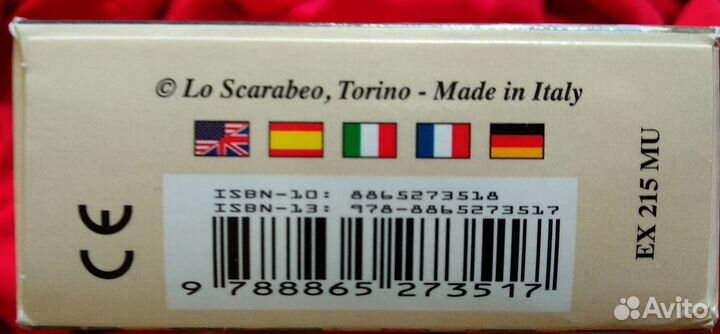 © Lo Scarabeo, Torino - Made in Italy
ISBN-10: 8865273518
ISBN-13: 978-8865273517
9 788865 273517
CE
EX 215 MU
Avito